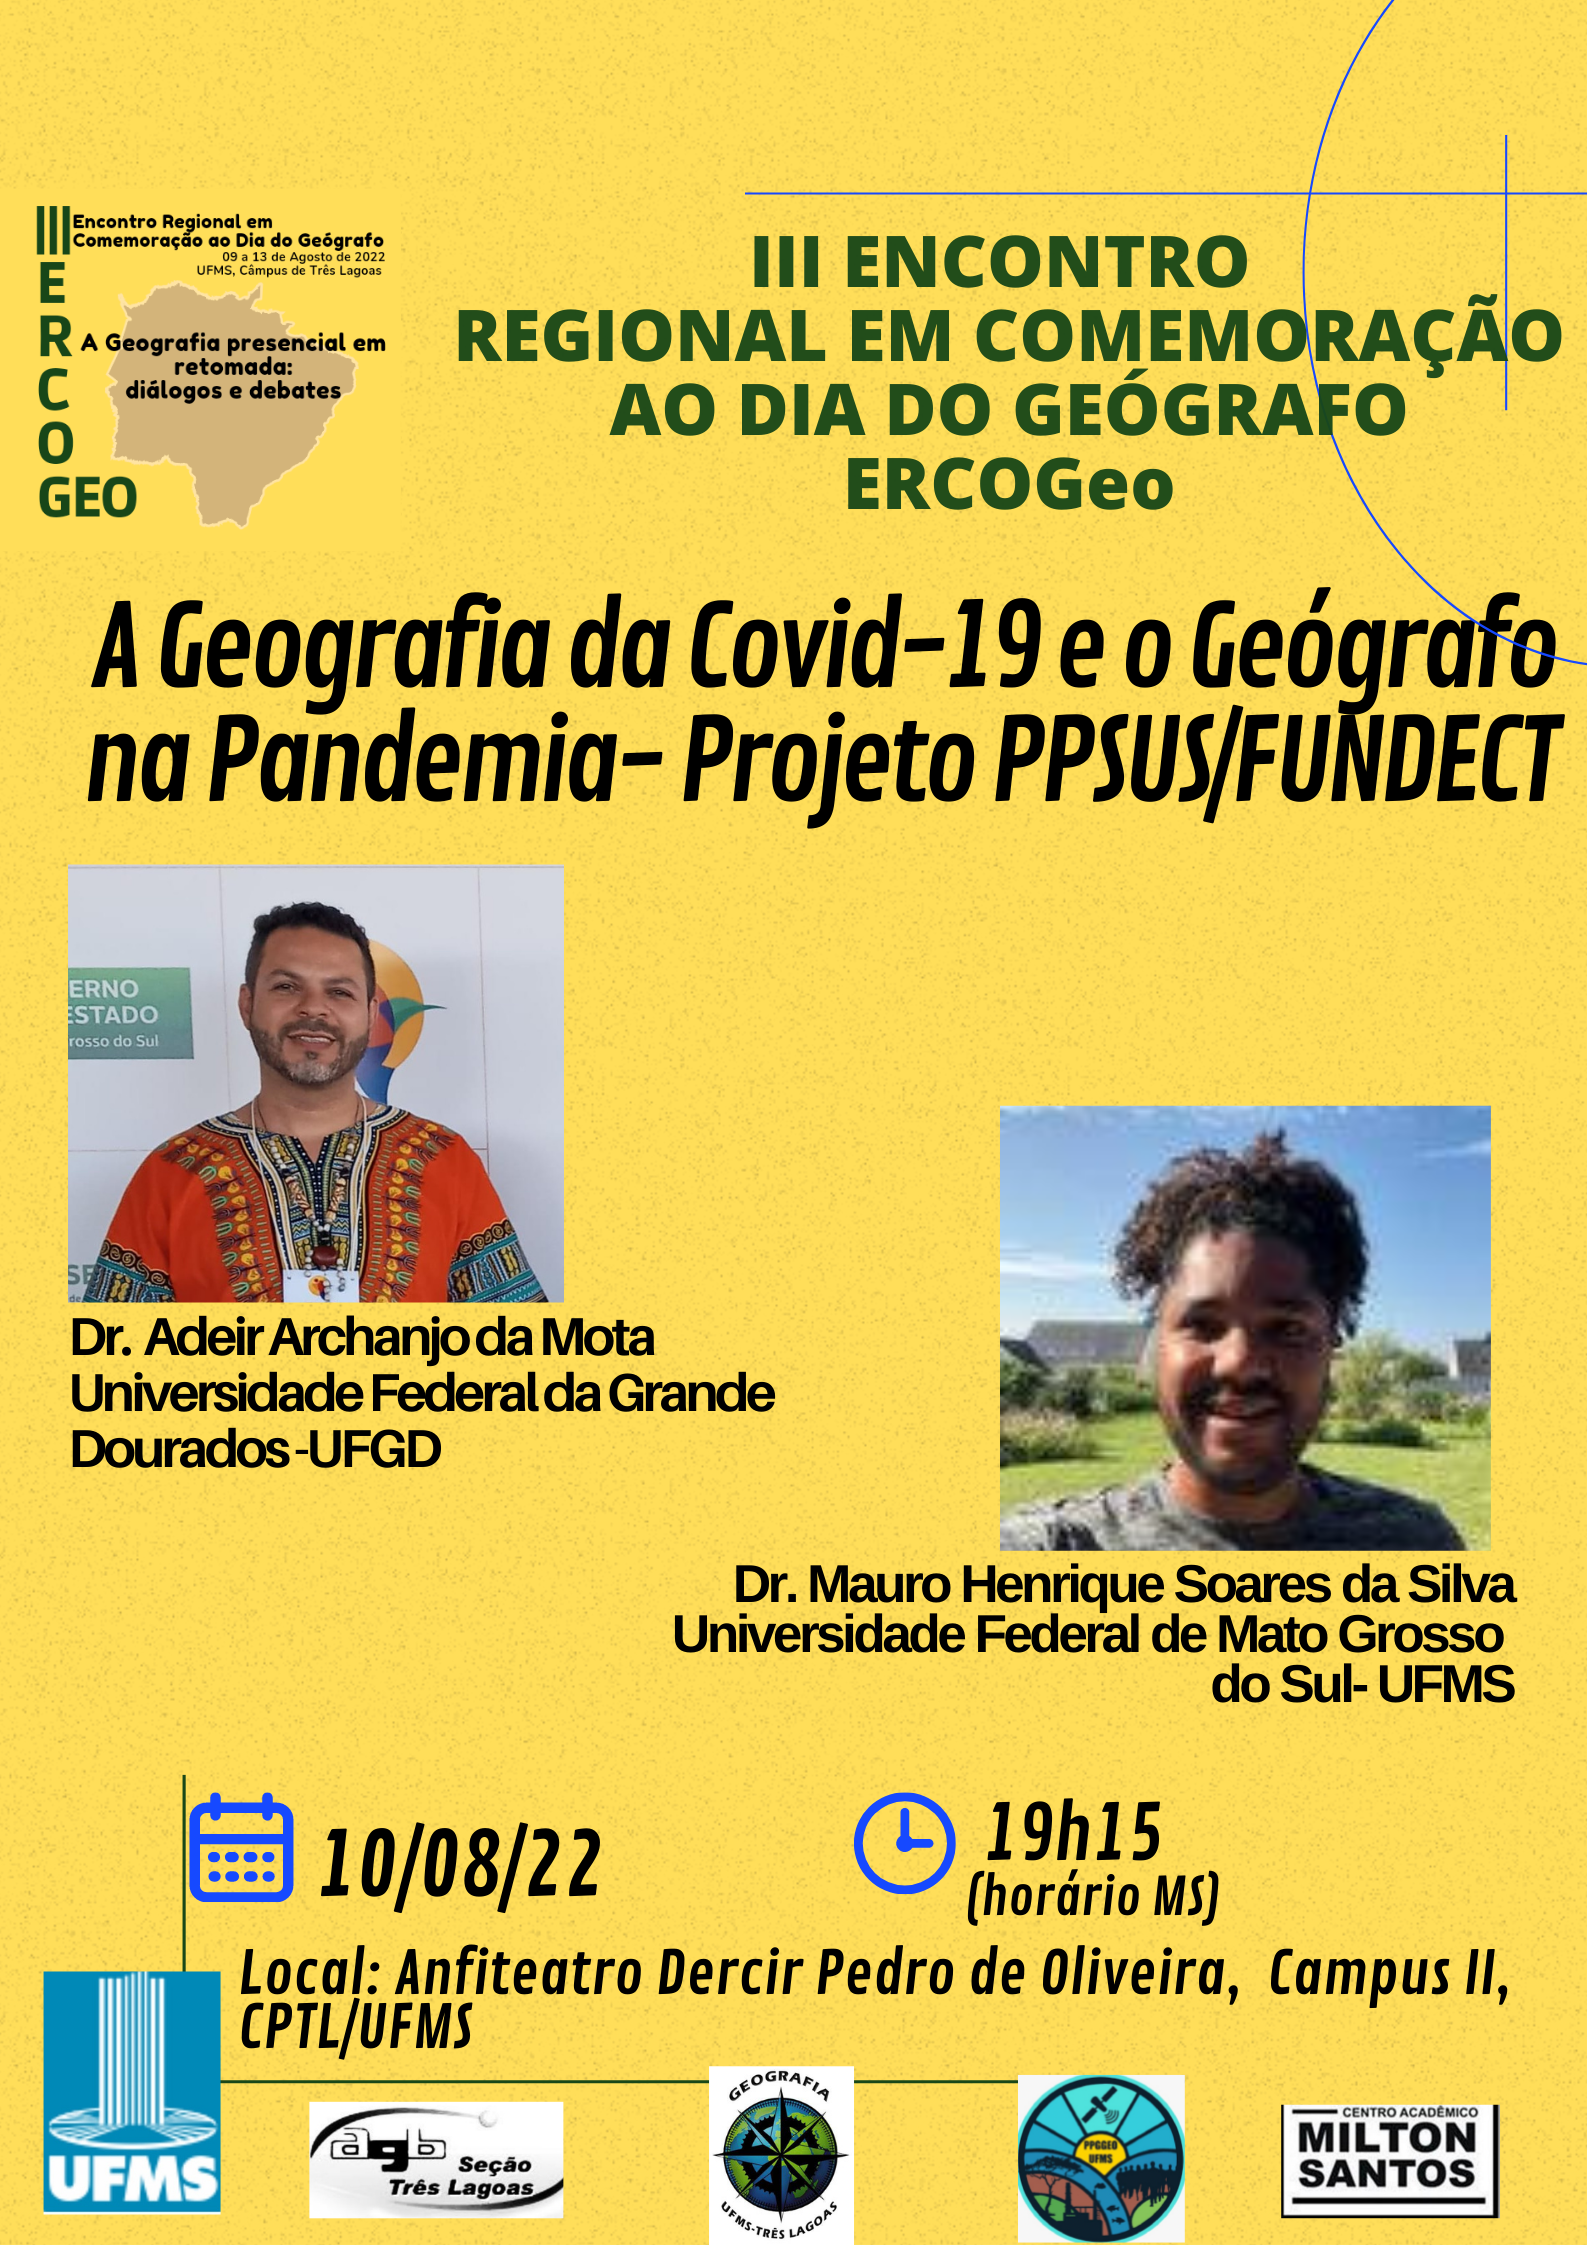 III Encontro Regional em
Comemoração ao Dia do Geógrafo
09 a 13 de Agosto de 2022
UFMS, Câmpus de Três Lagoas
E
R
C
O
GEO
A Geografia presencial em
retomada:
diálogos e debates
III ENCONTRO
REGIONAL EM COMEMORAÇÃO
AO DIA DO GEÓGRAFO
ERCOGeo
A Geografia da Covid-19 e o Geógrafo
na Pandemia- Projeto PPSUS/FUNDECT
ERNO
ESTADO
rosso do Sul
SE
de
Dr. Adeir Archanjo da Mota
Universidade Federal da Grande
Dourados -UFGD
Dr. Mauro Henrique Soares da Silva
Universidade Federal de Mato Grosso
do Sul- UFMS
10/08/22
19h15
(horário MS)
Local: Anfiteatro Dercir Pedro de Oliveira, Campus II,
CPTL/UFMS
UFMS
agb
Seção
Três Lagoas
GEOGRAFIA
UFMS-TRÊS LAGOAS
PPGGEO
UFMS
CENTRO ACADÊMICO
MILTON
SANTOS